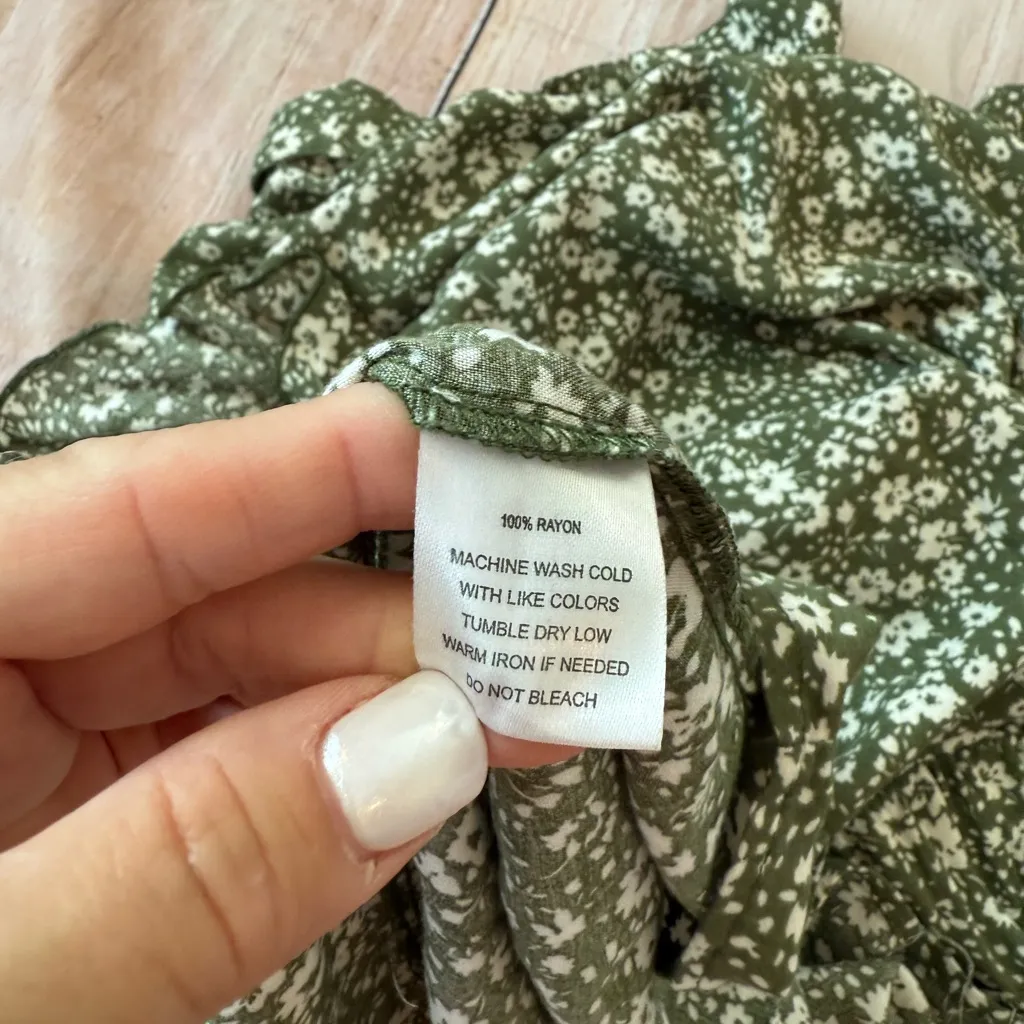 100% RAYON
MACHINE WASH COLD
WITH LIKE COLORS
TUMBLE DRY LOW
WARM IRON IF NEEDED
DO NOT BLEACH